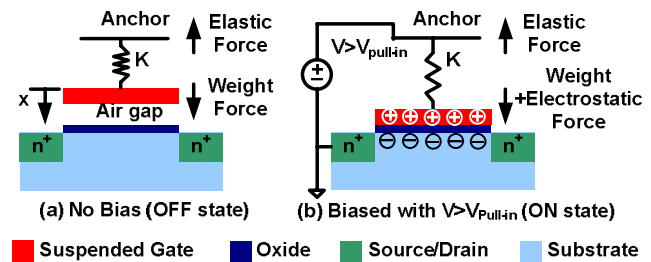 Anchor
Elastic
Force
K
x
Weight
Force
Air gap
n+
n+
(a) No Bias (OFF state)
Anchor
Elastic
Force
V>Vpull-in
K
+
−
Weight
+Electrostatic
Force
+ + + + +
− − − − −
n+
n+
(b) Biased with V>VPull-in (ON state)
Suspended Gate
Oxide
Source/Drain
Substrate